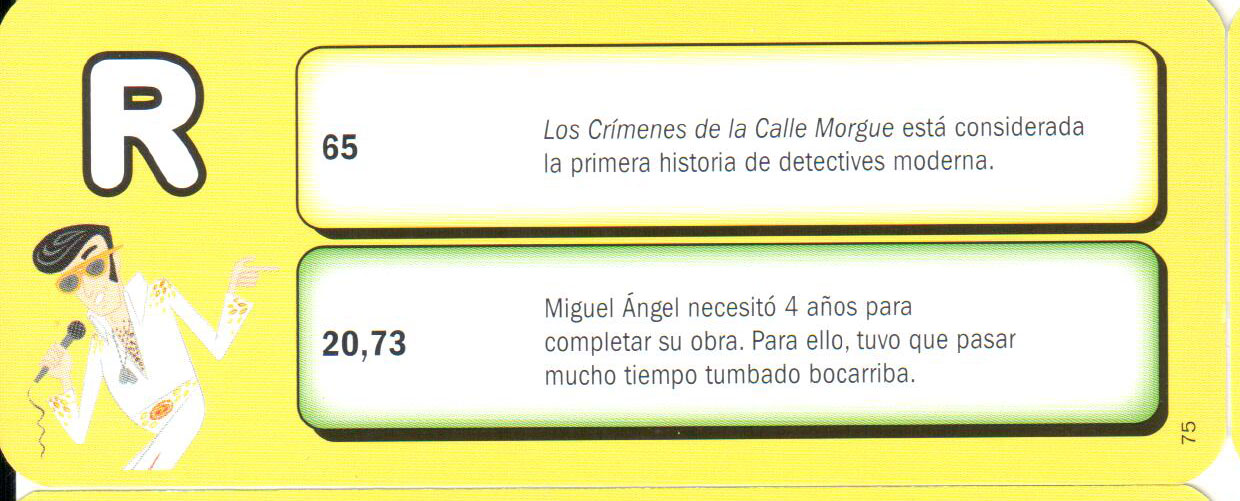 R
65
Los Crímenes de la Calle Morgue está considerada
la primera historia de detectives moderna.
20,73
Miguel Ángel necesitó 4 años para
completar su obra. Para ello, tuvo que pasar
mucho tiempo tumbado bocarriba.
75